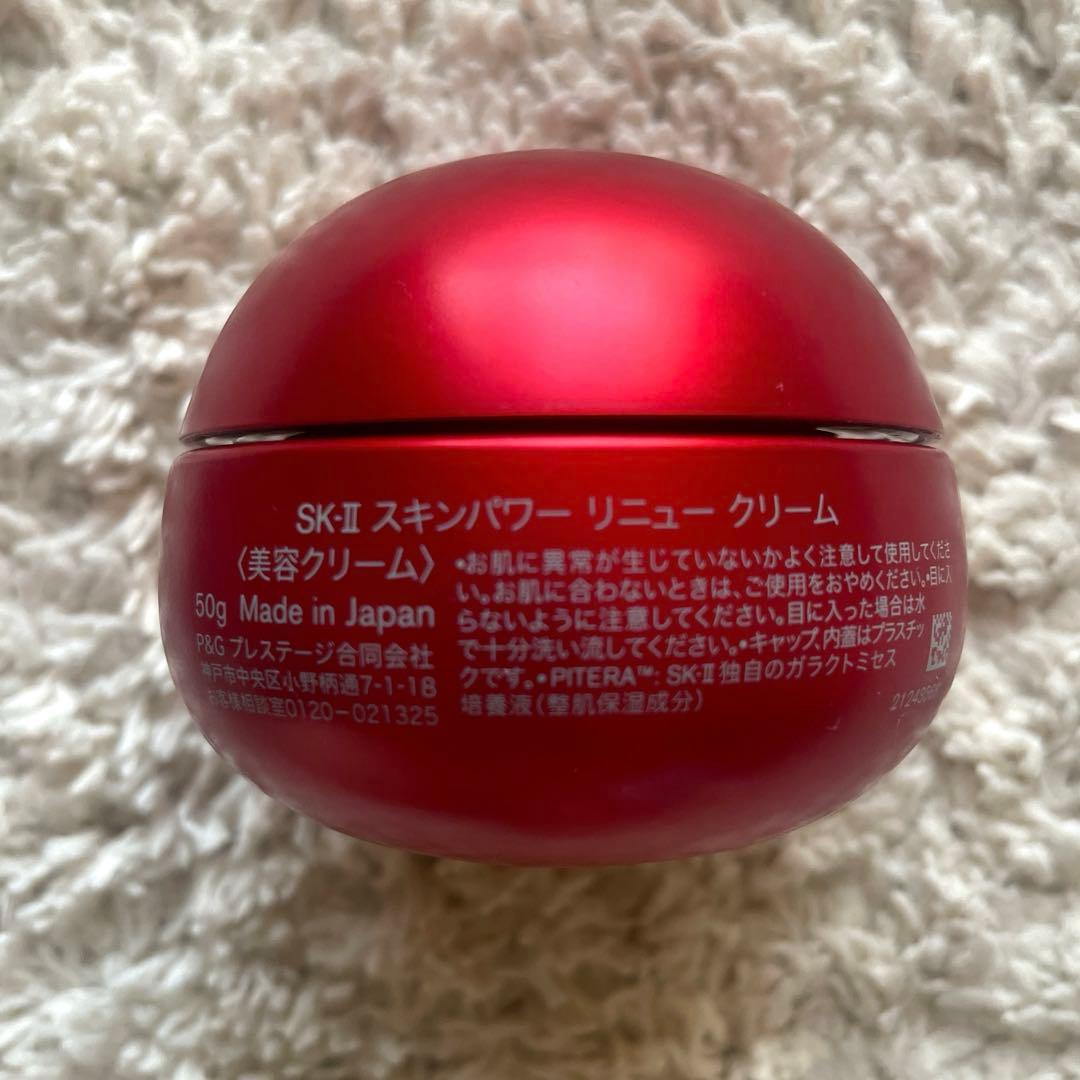 SK-II スキンパワー リニュー クリーム
〈美容クリーム〉
50g Made in Japan
P&G プレステージ合同会社
神戸市中央区小野柄通7-1-18
お客様相談室0120-021325
•お肌に異常が生じていないかよく注意して使用してくださ
い。お肌に合わないときは、ご使用をおやめください。•目に入
らないように注意してください。目に入った場合は水
で十分洗い流してください。•キャップ、内蓋はプラスチッ
クです。•PITERA™: SK-II 独自のガラクトミセス
培養液(整肌保湿成分)